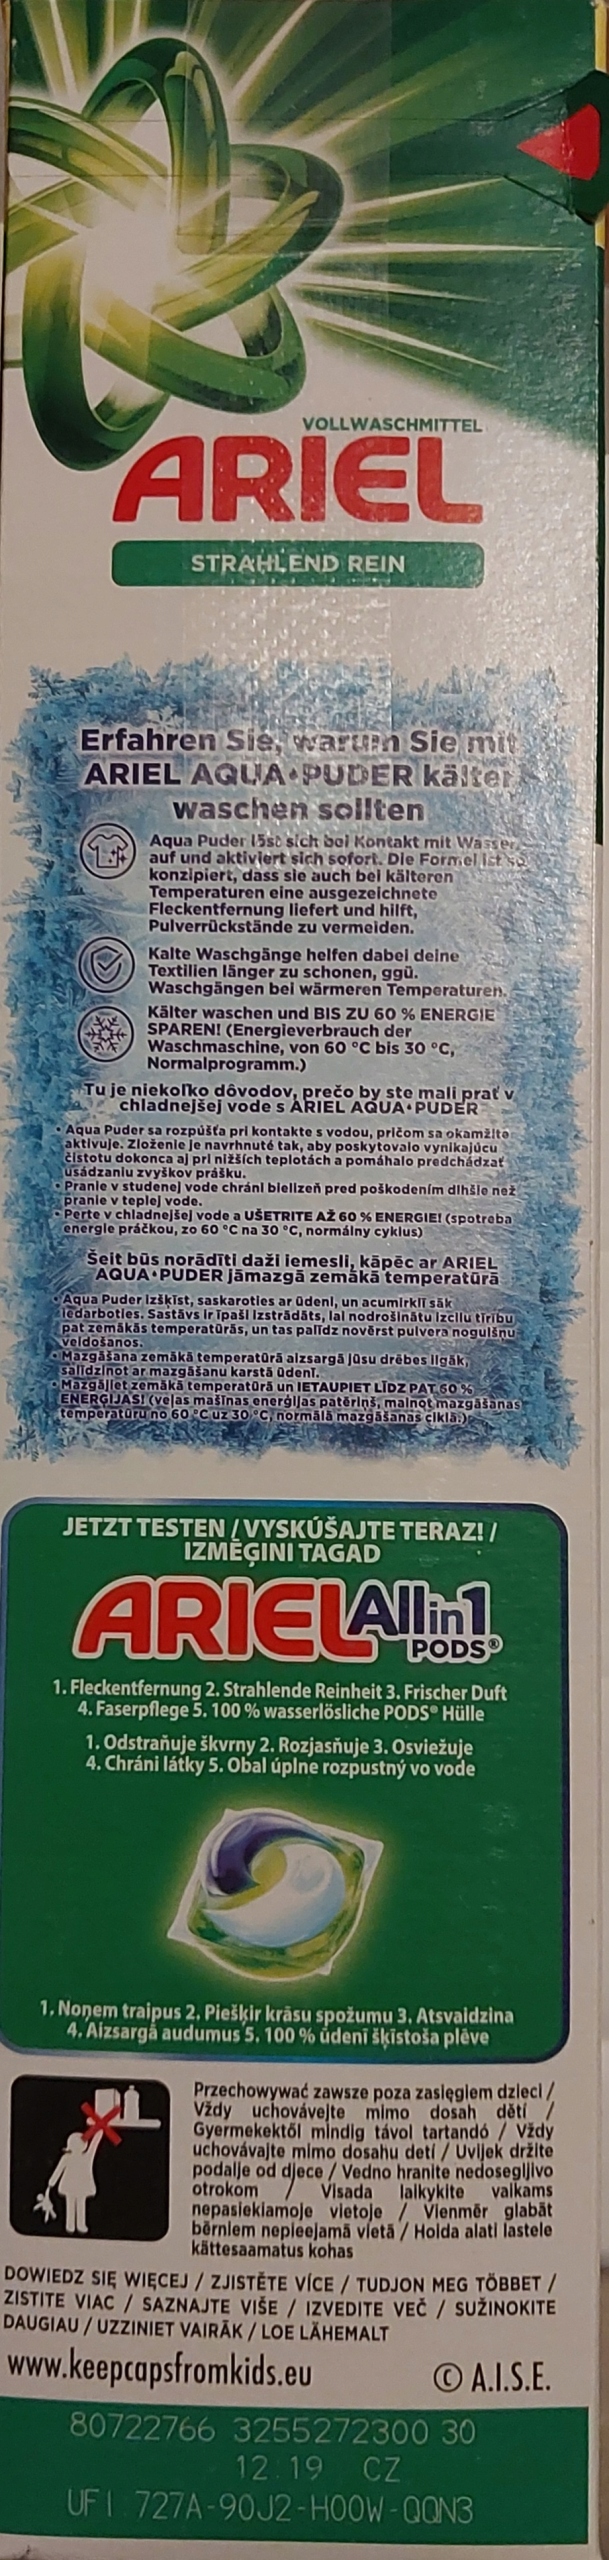 VOLLWASCHMITTEL
ARIEL
STRAHLEND REIN
Erfahren Sie, warum Sie mit
ARIEL AQUA•PUDER kälter
waschen sollten
Aqua Puder löst sich bei Kontakt mit Wasser
auf und aktiviert sich sofort. Die Formel ist so
konzipiert, dass sie auch bei kälteren
Temperaturen eine ausgezeichnete
Fleckentfernung liefert und hilft,
Pulverrückstände zu vermeiden.
Kalte Waschgänge helfen dabei deine
Textilien länger zu schonen, ggü.
Waschgängen bei wärmeren Temperaturen.
Kälter waschen und BIS ZU 60 % ENERGIE
SPAREN! (Energieverbrauch der
Waschmaschine, von 60 °C bis 30 °C,
Normalprogramm.)
Tu je niekoľko dôvodov, prečo by ste mali prať v
chladnejšej vode s ARIEL AQUA•PUDER
• Aqua Puder sa rozpúšťa pri kontakte s vodou, pričom sa okamžite
aktivuje. Zloženie je navrhnuté tak, aby poskytovalo vynikajúcu
čistotu dokonca aj pri nižších teplotách a pomáhalo predchádzať
usádzaniu zvyškov prášku.
• Pranie v studenej vode chráni bielizeň pred poškodením dlhšie než
pranie v teplej vode.
• Perte v chladnejšej vode a UŠETRITE AŽ 60 % ENERGIE! (spotreba
energie práčkou, zo 60 °C na 30 °C, normálny cyklus)
Šeit būs norādīti daži iemesli, kāpēc ar ARIEL
AQUA•PUDER jāmazgā zemākā temperatūrā
• Aqua Puder izšķīst, saskaroties ar ūdeni, un acumirklī sāk
iedarboties. Sastāvs ir īpaši izstrādāts, lai nodrošinātu izcilu tīrību
pat zemākās temperatūrās, un tas palīdz novērst pulvera nogulšņu
veidošanos.
• Mazgāšana zemākā temperatūrā aizsargā jūsu drēbes ilgāk,
salīdzinot ar mazgāšanu karstā ūdenī.
• Mazgājiet zemākā temperatūrā un IETAUPIET LĪDZ PAT 60 %
ENERĢIJAS! (veļas mašīnas enerģijas patēriņš, mainot mazgāšanas
temperatūru no 60 °C uz 30 °C, normālā mazgāšanas ciklā.)
JETZT TESTEN / VYSKÚŠAJTE TERAZ! /
IZMĒĢINI TAGAD
ARIEL All in 1
PODS®
1. Fleckentfernung 2. Strahlende Reinheit 3. Frischer Duft
4. Faserpflege 5. 100 % wasserlösliche PODS® Hülle
1. Odstraňuje škvrny 2. Rozjasňuje 3. Osviežuje
4. Chráni látky 5. Obal úplne rozpustný vo vode
1. Noņem traipus 2. Piešķir krāsu spožumu 3. Atsvaidzina
4. Aizsargā audumus 5. 100 % ūdenī šķīstoša plēve
Przechowywać zawsze poza zasięgiem dzieci /
Vždy uchovávejte mimo dosah dětí /
Gyermekektől mindig távol tartandó / Vždy
uchovávajte mimo dosahu detí / Uvijek držite
podalje od djece / Vedno hranite nedosegljivo
otrokom / Visada laikykite vaikams
nepasiekiamoje vietoje / Vienmēr glabāt
bērniem nepieejamā vietā / Hoida alati lastele
kättesaamatus kohas
DOWIEDZ SIĘ WIĘCEJ / ZJISTĚTE VÍCE / TUDJON MEG TÖBBET /
ZISTITE VIAC / SAZNAJTE VIŠE / IZVEDITE VEČ / SUŽINOKITE
DAUGIAU / UZZINIET VAIRĀK / LOE LÄHEMALT
www.keepcapsfromkids.eu © A.I.S.E.
80722766 3255272300 30
12:19 CZ
UFI 727A-90J2-H00W-QQN3